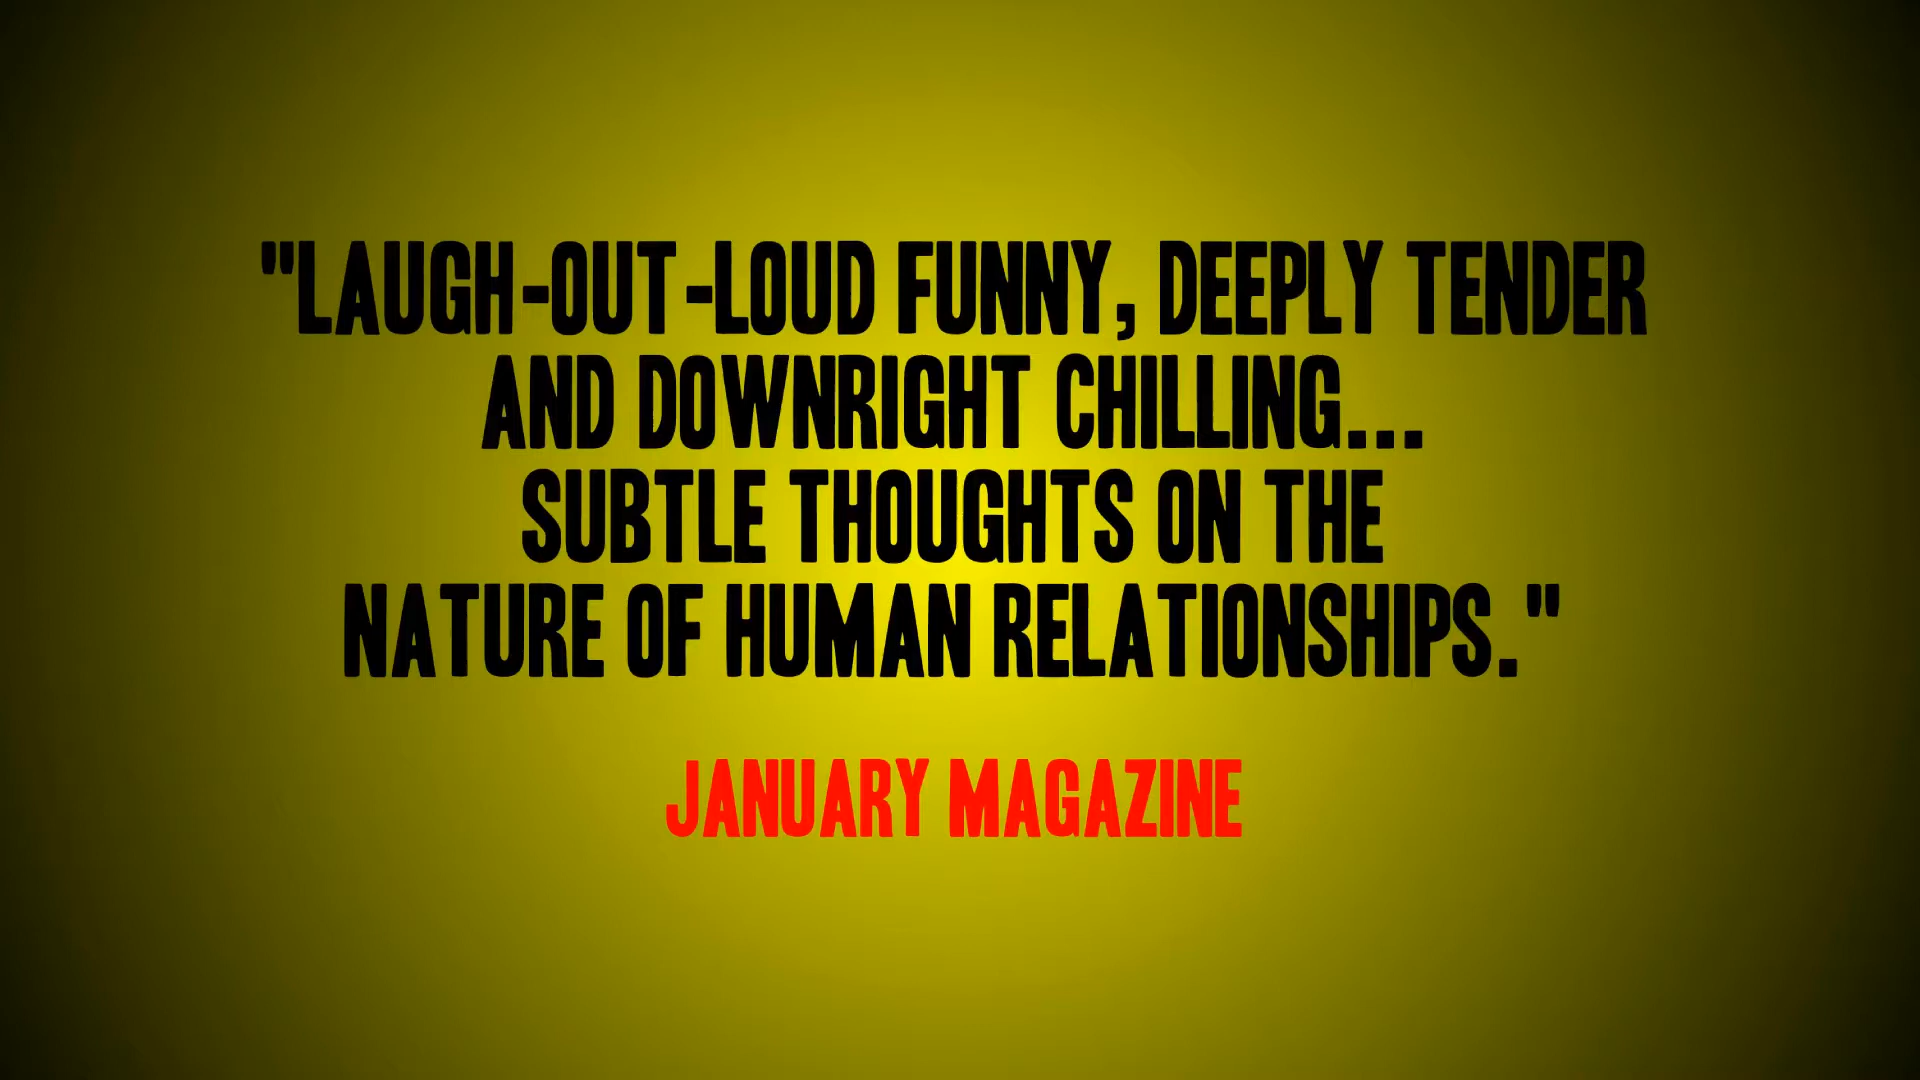 "LAUGH-OUT-LOUD FUNNY, DEEPLY TENDER
AND DOWNRIGHT CHILLING...
SUBTLE THOUGHTS ON THE
NATURE OF HUMAN RELATIONSHIPS."
JANUARY MAGAZINE